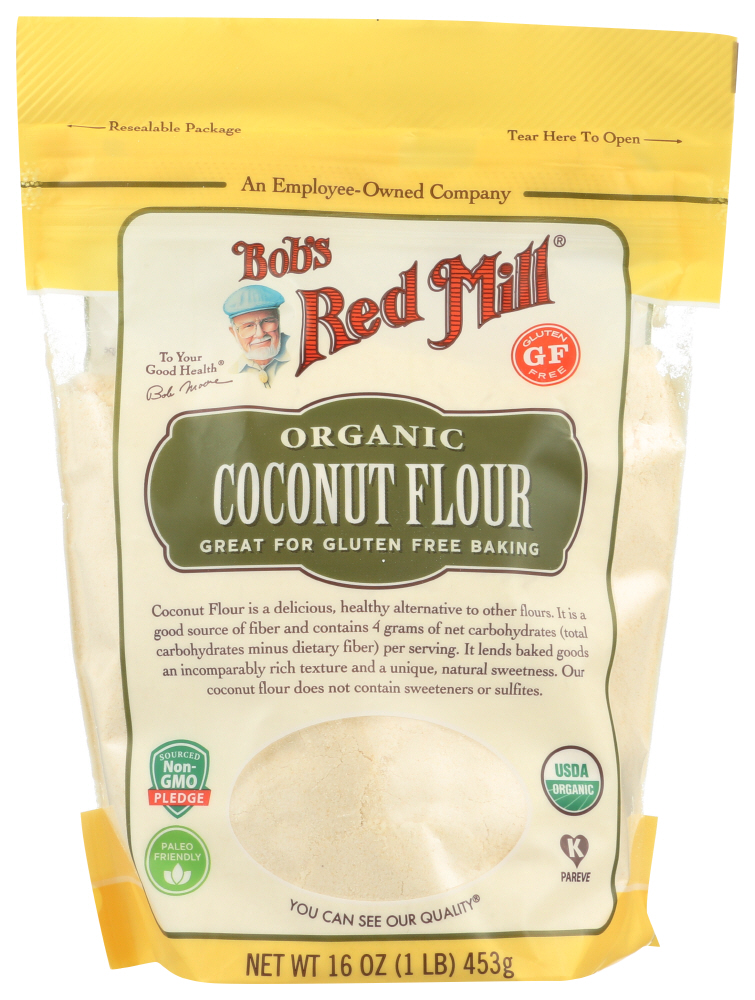 Resealable Package
Tear Here To Open
An Employee-Owned Company
Bob's
Red Mill®
To Your
Good Health®
Bob Moore
GLUTEN
GF
FREE
ORGANIC
COCONUT FLOUR
GREAT FOR GLUTEN FREE BAKING
Coconut Flour is a delicious, healthy alternative to other flours. It is a
good source of fiber and contains 4 grams of net carbohydrates (total
carbohydrates minus dietary fiber) per serving. It lends baked goods
an incomparably rich texture and a unique, natural sweetness. Our
coconut flour does not contain sweeteners or sulfites.
SOURCED
Non-
GMO
PLEDGE
USDA
ORGANIC
PALEO
FRIENDLY
K
PAREVE
YOU CAN SEE OUR QUALITY®
NET WT 16 OZ (1 LB) 453g